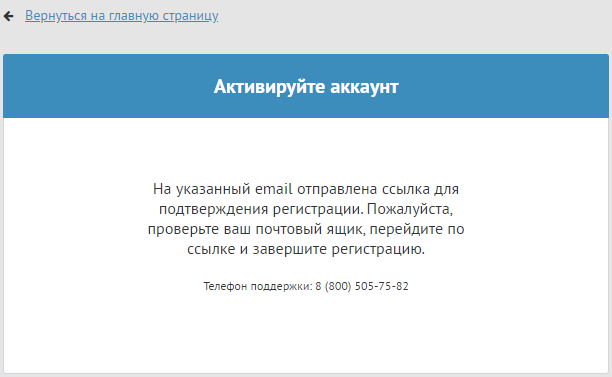 Вернуться на главную страницу
Активируйте аккаунт
На указанный email отправлена ссылка для
подтверждения регистрации. Пожалуйста,
проверьте ваш почтовый ящик, перейдите по
ссылке и завершите регистрацию.
Телефон поддержки: 8 (800) 505-75-82